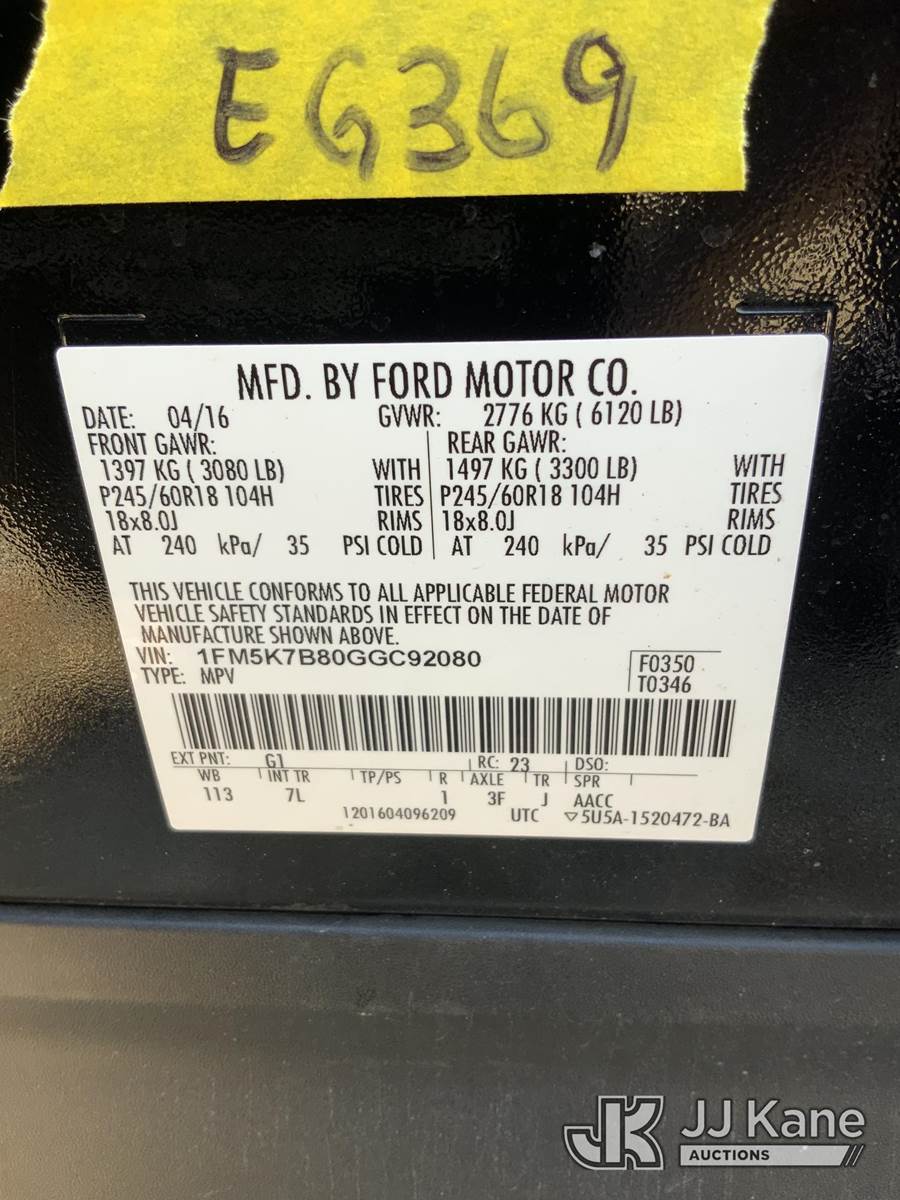 EG369
MFD. BY FORD MOTOR CO.
DATE: 04/16 GVWR: 2776 KG ( 6120 LB)
FRONT GAWR: REAR GAWR:
1397 KG ( 3080 LB) WITH 1497 KG ( 3300 LB) WITH
P245/60R18 104H TIRES P245/60R18 104H TIRES
18x8.0J RIMS 18x8.0J RIMS
AT 240 kPa/ 35 PSI COLD AT 240 kPa/ 35 PSI COLD
THIS VEHICLE CONFORMS TO ALL APPLICABLE FEDERAL MOTOR
VEHICLE SAFETY STANDARDS IN EFFECT ON THE DATE OF
MANUFACTURE SHOWN ABOVE.
VIN: 1FM5K7B80GGC92080 F0350
TYPE: MPV T0346
EXT PNT: G1 RC: 23 DSO:
WB INT TR TP/PS R AXLE TR SPR
113 7L 1 3F J AACC
1201604096209 UTC ▽5U5A-1520472-BA
JK JJ Kane
AUCTIONS